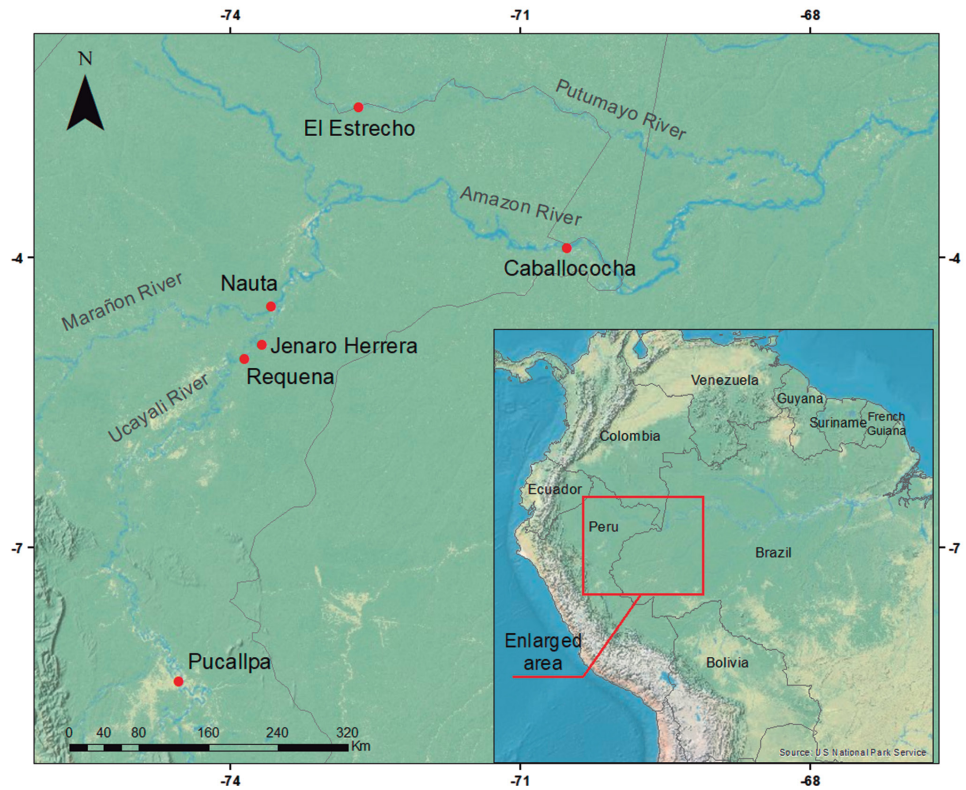 -74 -71 -68
N
Putumayo River
El Estrecho
Amazon River
-4 -4
Caballococha
Nauta
Marañon River
Jenaro Herrera
Requena
Ucayali River
Venezuela
Guyana
Suriname
French
Guiana
Colombia
Ecuador
Peru
Brazil
-7 -7
Enlarged
area
Bolivia
Pucallpa
0 40 80 160 240 320
Km
Source: US National Park Service
-74 -71 -68